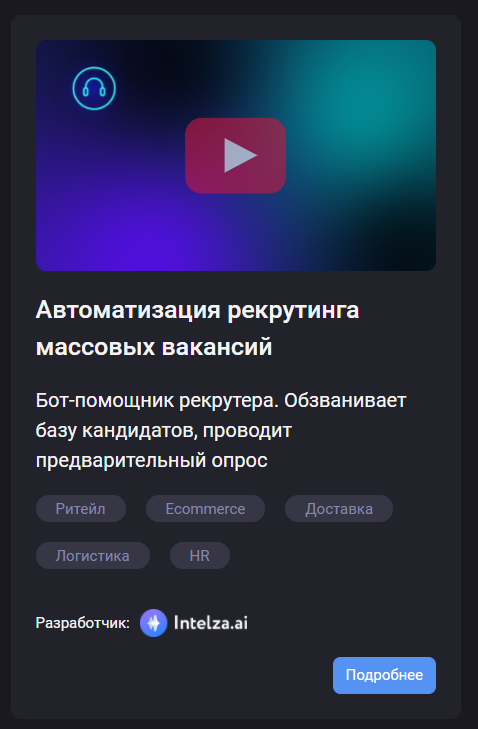 Автоматизация рекрутинга
массовых вакансий
Бот-помощник рекрутера. Обзванивает
базу кандидатов, проводит
предварительный опрос
Ритейл Ecommerce Доставка
Логистика HR
Разработчик: Intelza.ai
Подробнее